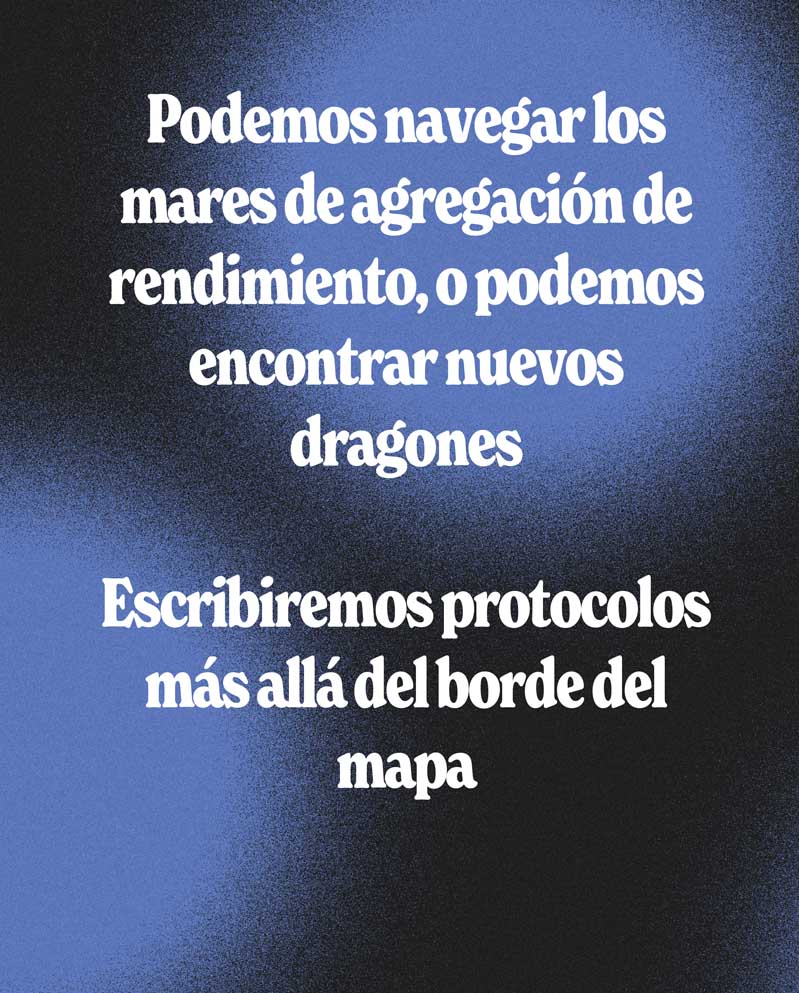 Podemos navegar los
mares de agregación de
rendimiento, o podemos
encontrar nuevos
dragones
Escribiremos protocolos
más allá del borde del
mapa